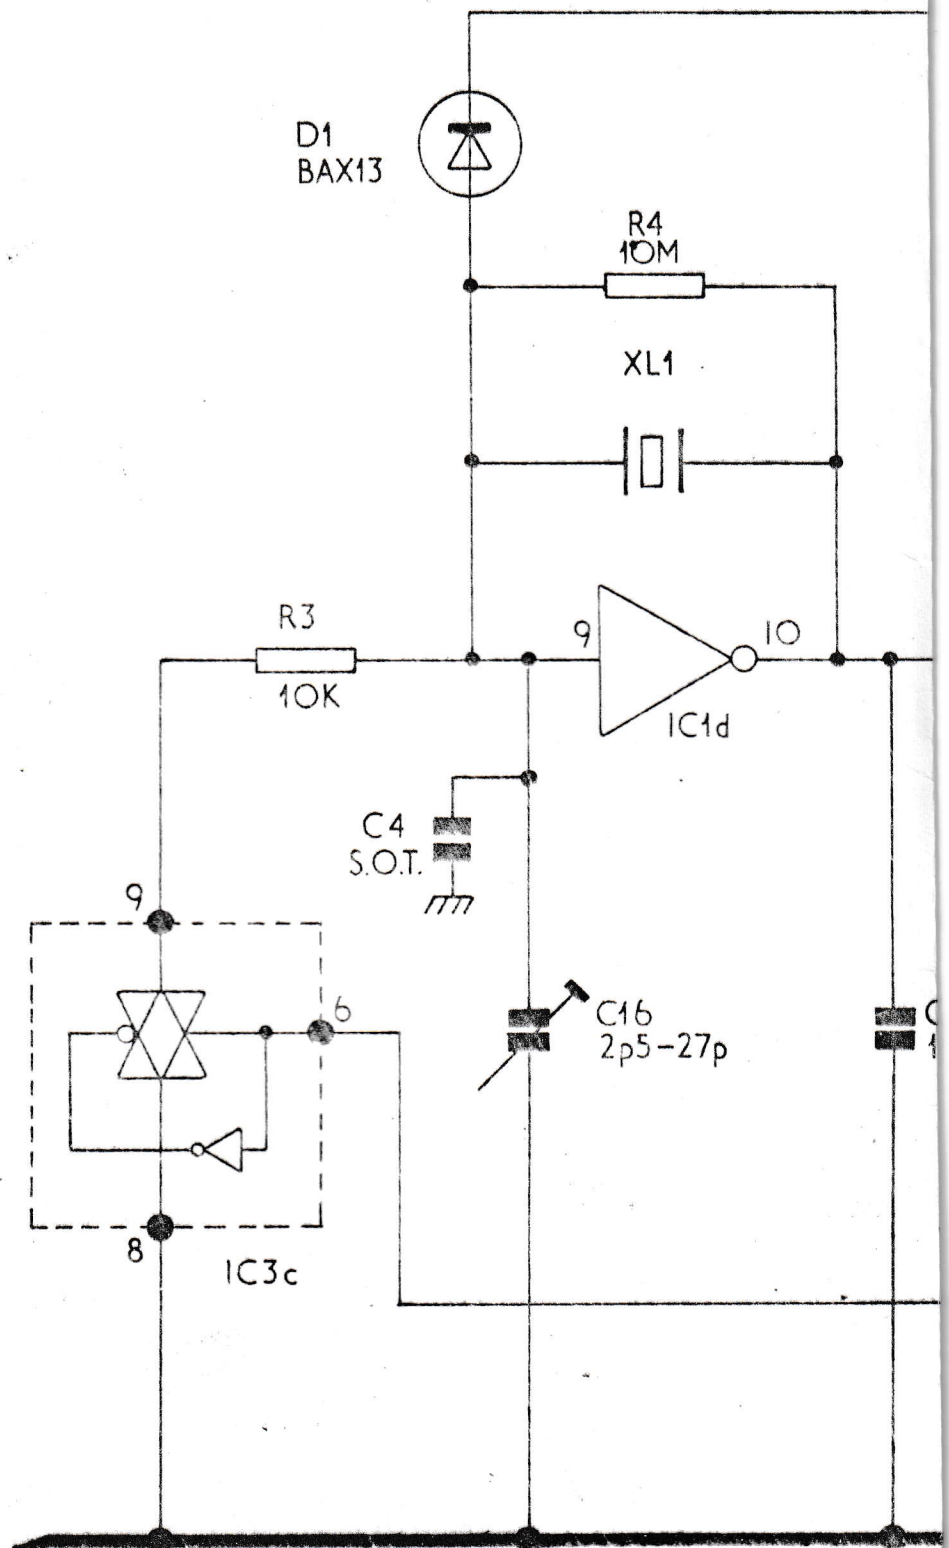 D1
BAX13
R4
10M
XL1
R3
10K
9
10
IC1d
C4
S.O.T.
9
6
C16
2p5-27p
8
IC3c